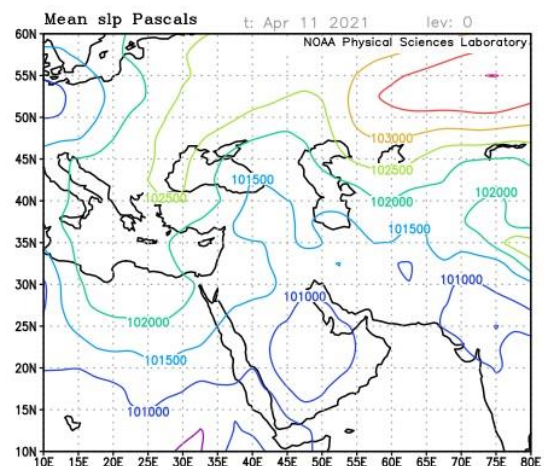 Mean slp Pascals t: Apr 11 2021 lev: 0
NOAA Physical Sciences Laboratory
60N
55N
50N
45N
40N
35N
30N
25N
20N
15N
10N
103000
102500
101500
102500
102000
102000
101500
101000
102000
101500
101000
101000
10E 15E 20E 25E 30E 35E 40E 45E 50E 55E 60E 65E 70E 75E 80E